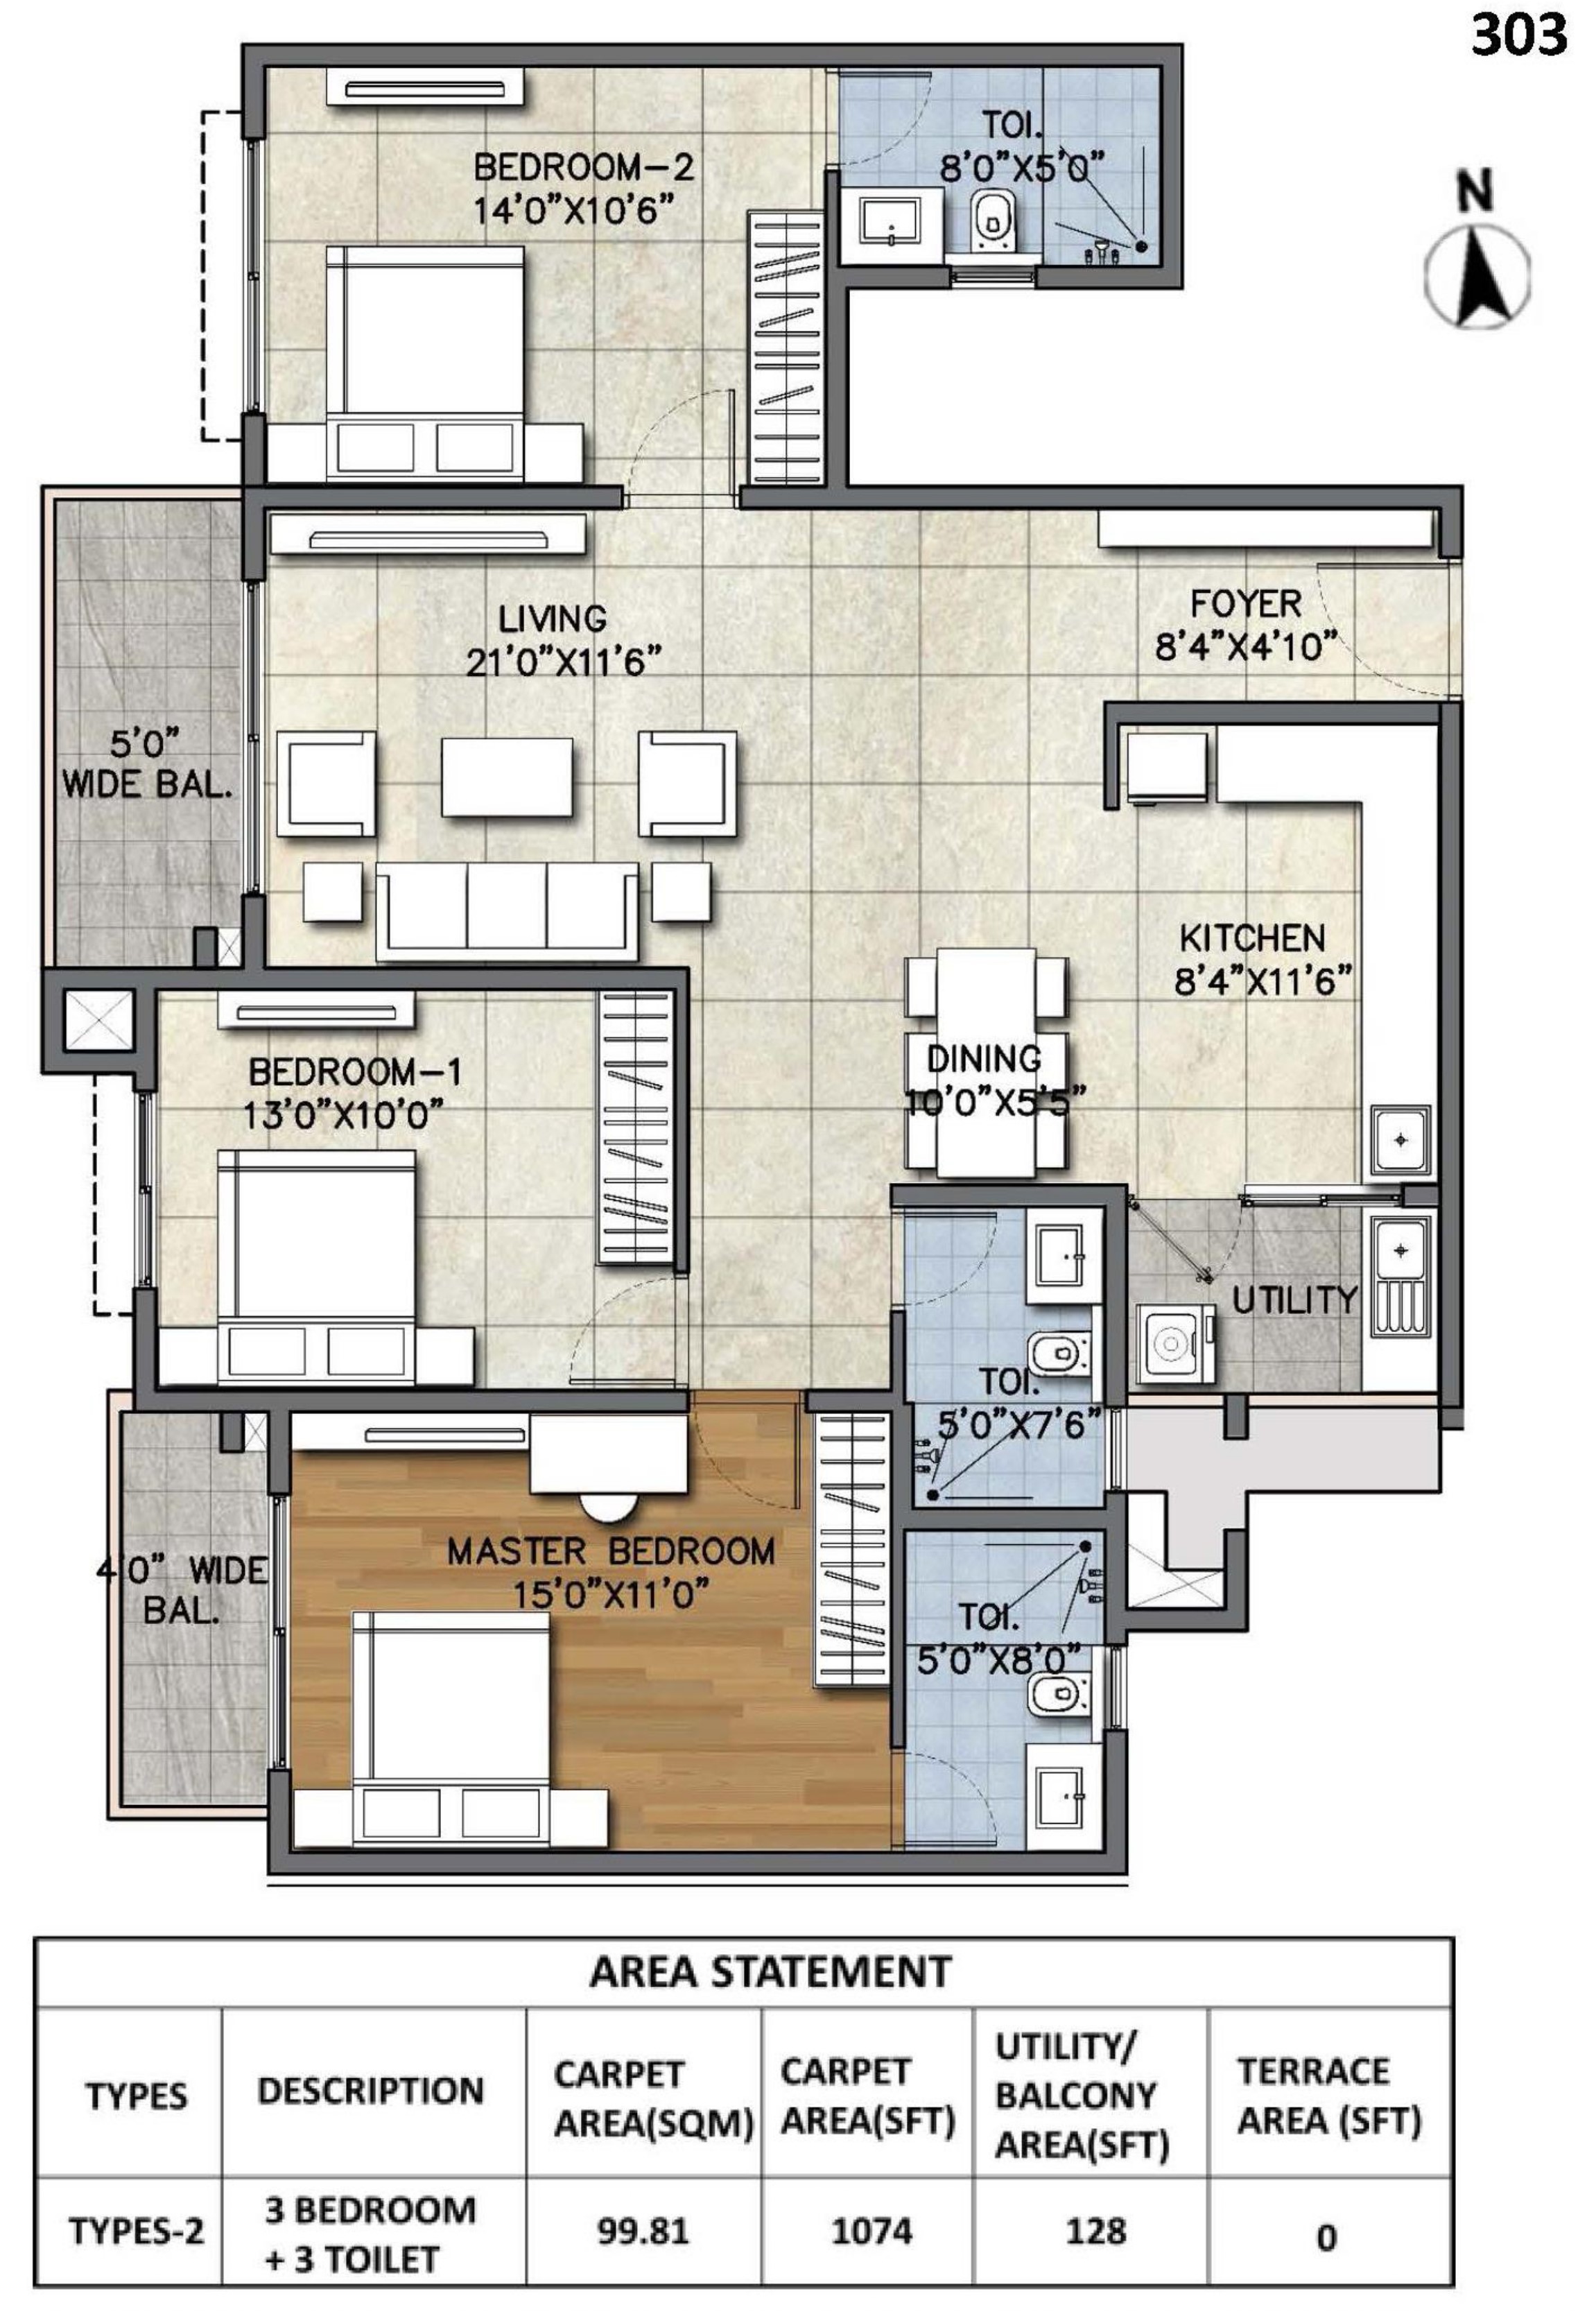 303
N
TOI.
8'0"X5'0"
BEDROOM-2
14'0"X10'6"
LIVING
21'0"X11'6"
FOYER
8'4"X4'10"
5'0"
WIDE BAL.
KITCHEN
8'4"X11'6"
DINING
10'0"X5'5"
BEDROOM-1
13'0"X10'0"
UTILITY
TOI.
5'0"X7'6"
MASTER BEDROOM
15'0"X11'0"
4'0" WIDE
BAL.
TOI.
5'0"X8'0"
AREA STATEMENT
TYPES
DESCRIPTION
CARPET
AREA(SQM)
CARPET
AREA(SFT)
UTILITY/
BALCONY
AREA(SFT)
TERRACE
AREA (SFT)
TYPES-2
3 BEDROOM
+ 3 TOILET
99.81
1074
128
0